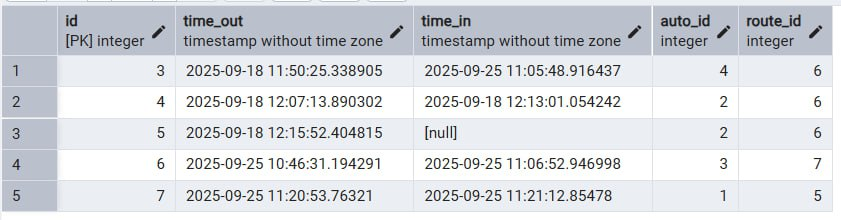 id time_out time_in auto_id route_id
[PK] integer timestamp without time zone timestamp without time zone integer integer
1 3 2025-09-18 11:50:25.338905 2025-09-25 11:05:48.916437 4 6
2 4 2025-09-18 12:07:13.890302 2025-09-18 12:13:01.054242 2 6
3 5 2025-09-18 12:15:52.404815 [null] 2 6
4 6 2025-09-25 10:46:31.194291 2025-09-25 11:06:52.946998 3 7
5 7 2025-09-25 11:20:53.76321 2025-09-25 11:21:12.85478 1 5